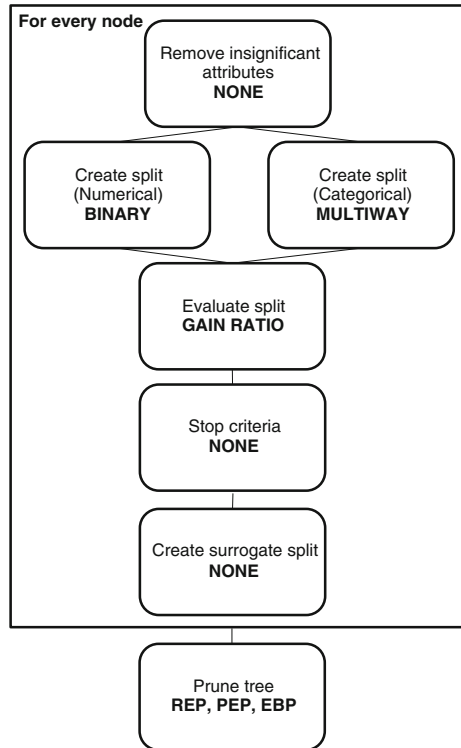 For every node
Remove insignificant
attributes
NONE
Create split
(Numerical)
BINARY
Create split
(Categorical)
MULTIWAY
Evaluate split
GAIN RATIO
Stop criteria
NONE
Create surrogate split
NONE
Prune tree
REP, PEP, EBP